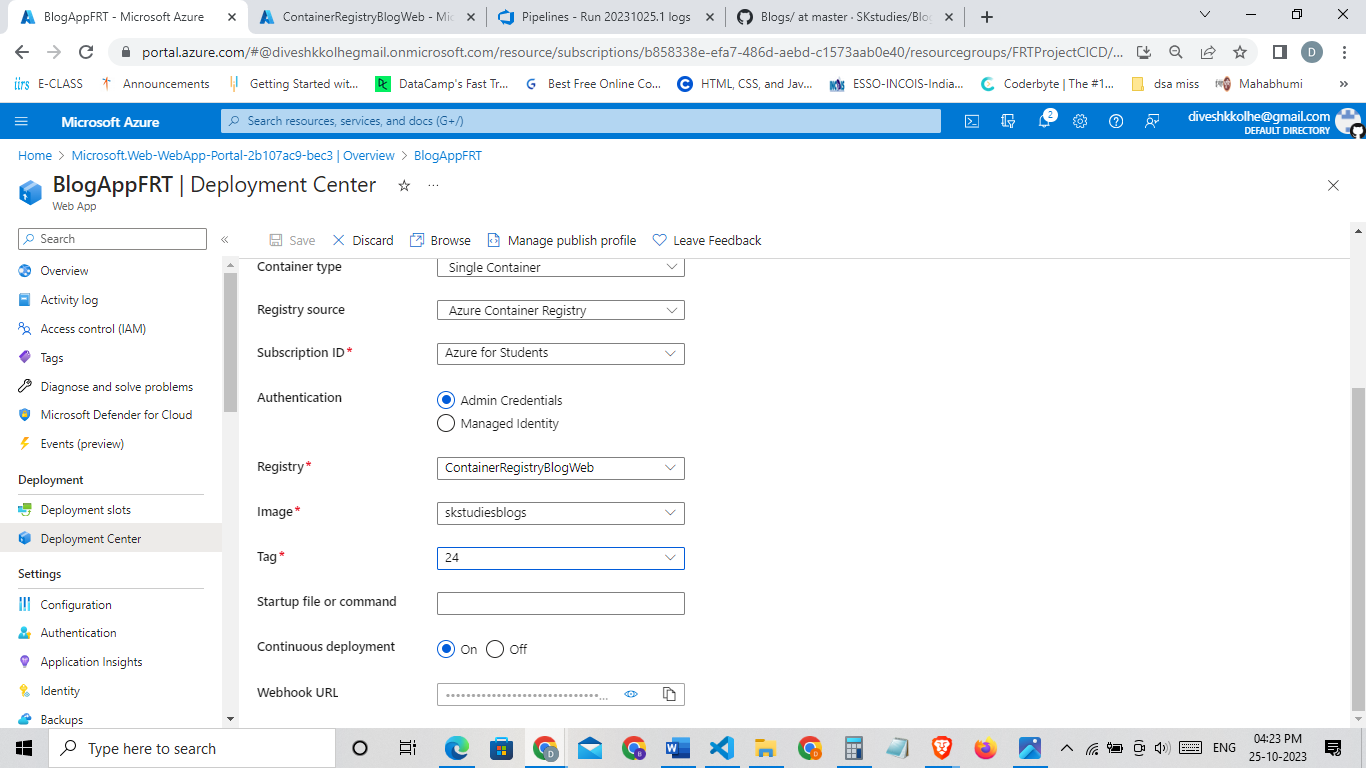 BlogAppFRT - Microsoft Azure
ContainerRegistryBlogWeb - Mic
Pipelines - Run 20231025.1 logs
Blogs/ at master · SKstudies/Blog
portal.azure.com/#@diveshkkolhegmail.onmicrosoft.com/resource/subscriptions/b858338e-efa7-486d-aebd-c1573aab0e40/resourcegroups/FRTProjectCICD/...
D
iirs E-CLASS
Announcements
Getting Started wit...
DataCamp's Fast Tr...
Best Free Online Co...
HTML, CSS, and Jav...
ESSO-INCOIS-India...
Coderbyte | The #1...
dsa miss
Mahabhumi
»
Microsoft Azure
Search resources, services, and docs (G+/)
2
diveshkkolhe@gmail.com
DEFAULT DIRECTORY
Home > Microsoft.Web-WebApp-Portal-2b107ac9-bec3 | Overview > BlogAppFRT
BlogAppFRT | Deployment Center
...
Web App
Search
«
Save
Discard
Browse
Manage publish profile
Leave Feedback
Overview
Activity log
Access control (IAM)
Tags
Diagnose and solve problems
Microsoft Defender for Cloud
Events (preview)
Deployment
Deployment slots
Deployment Center
Settings
Configuration
Authentication
Application Insights
Identity
Backups
Container type
Single Container
Registry source
Azure Container Registry
Subscription ID*
Azure for Students
Authentication
Admin Credentials
Managed Identity
Registry*
ContainerRegistryBlogWeb
Image*
skstudiesblogs
Tag*
24
Startup file or command
Continuous deployment
On Off
Webhook URL
Type here to search
ENG
04:23 PM
25-10-2023